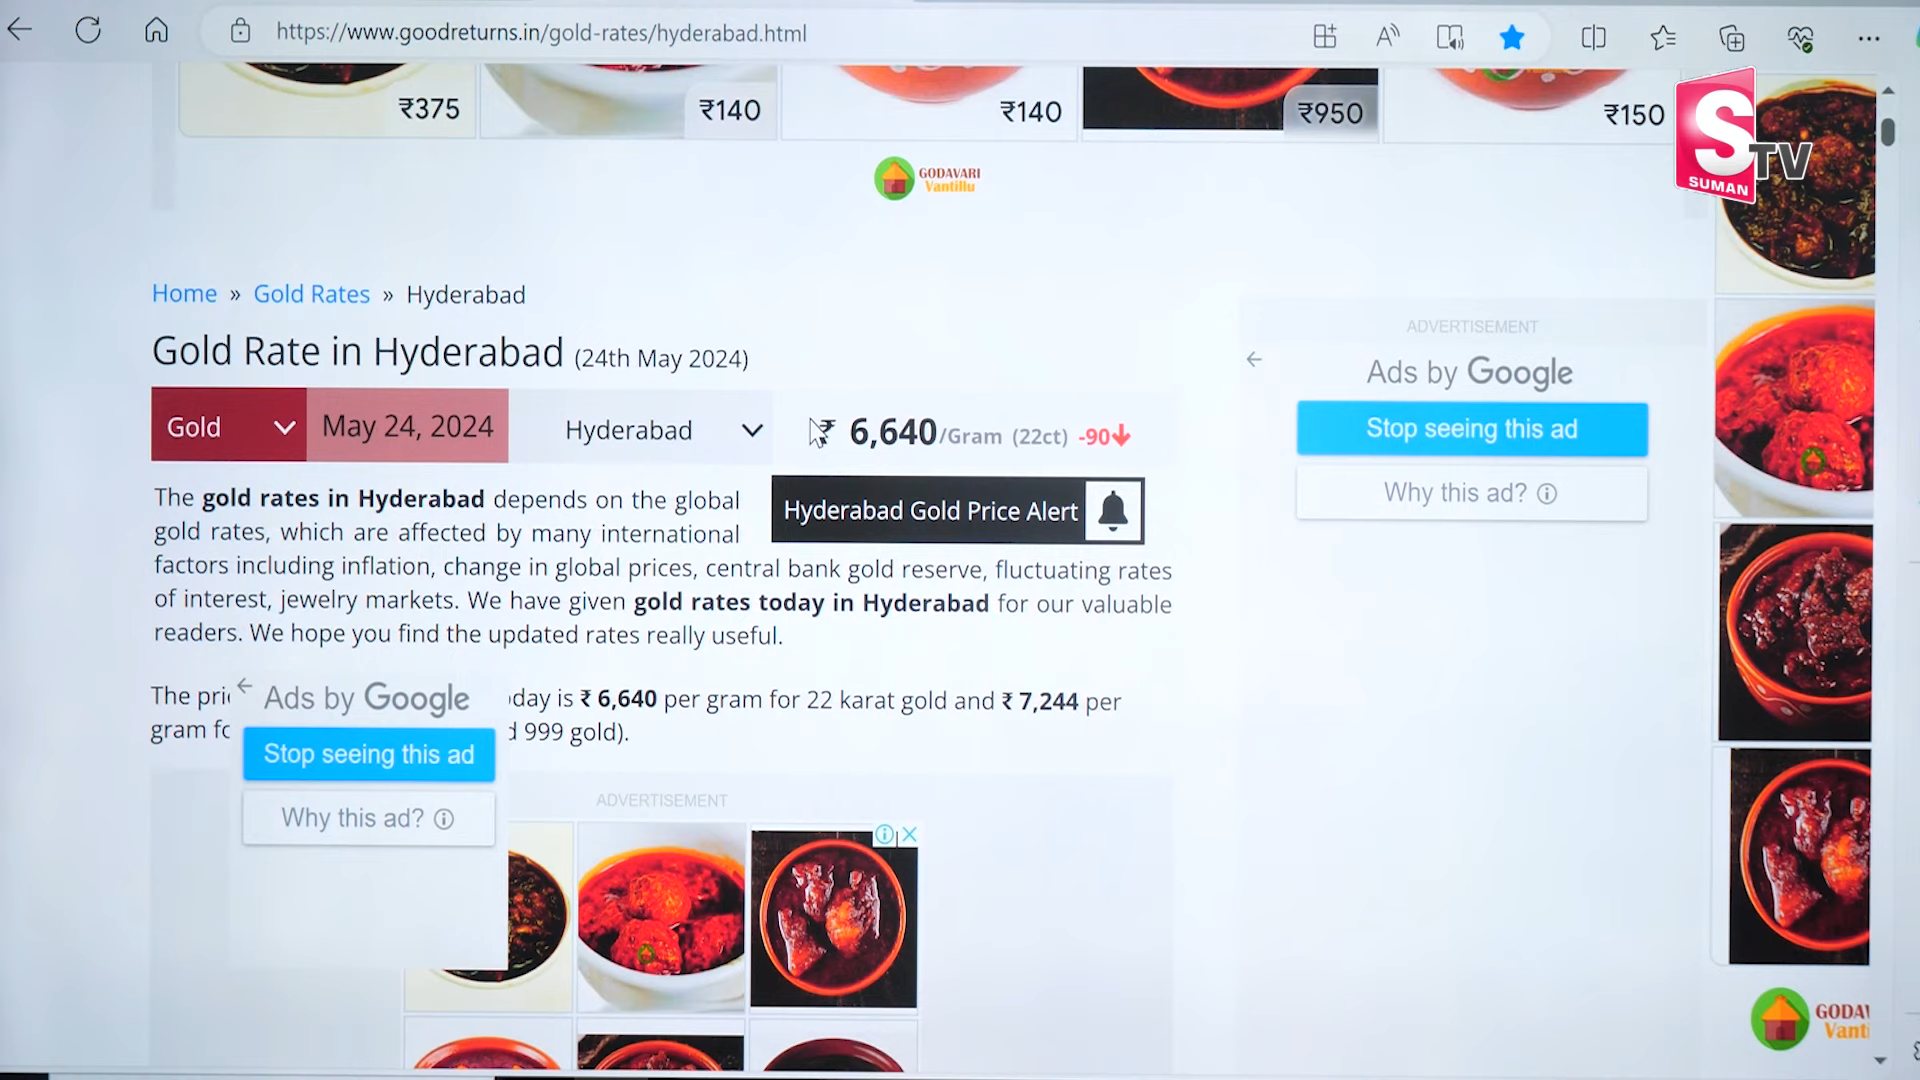 https://www.goodreturns.in/gold-rates/hyderabad.html
₹375
₹140
₹140
₹950
₹150
S
TV
SUMAN
GODAVARI
Vantillu
Home » Gold Rates » Hyderabad
Gold Rate in Hyderabad (24th May 2024)
Gold May 24, 2024 Hyderabad ₹ 6,640/Gram (22ct) -90
The gold rates in Hyderabad depends on the global
gold rates, which are affected by many international
factors including inflation, change in global prices, central bank gold reserve, fluctuating rates
of interest, jewelry markets. We have given gold rates today in Hyderabad for our valuable
readers. We hope you find the updated rates really useful.
Hyderabad Gold Price Alert
ADVERTISEMENT
Ads by Google
Stop seeing this ad
Why this ad?
The day is ₹ 6,640 per gram for 22 karat gold and ₹ 7,244 per
gram 999 gold).
Ads by Google
Stop seeing this ad
Why this ad?
ADVERTISEMENT